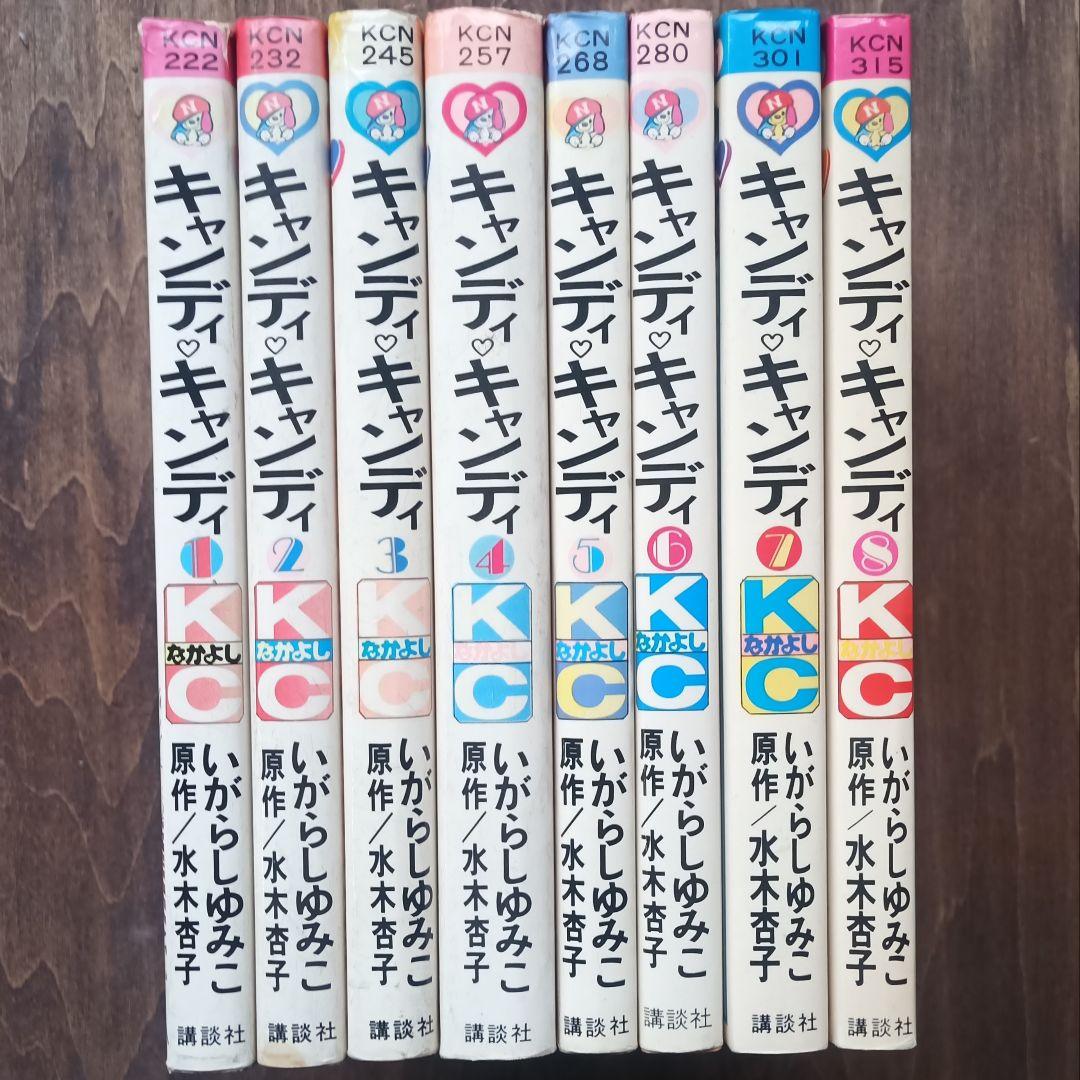 KCN
222
N
キャンディ♡キャンディ
1
K
なかよし
C
いがらしゆみこ
原作/水木杏子
講談社
KCN
232
N
キャンディ♡キャンディ
2
K
なかよし
C
いがらしゆみこ
原作/水木杏子
講談社
KCN
245
N
キャンディ♡キャンディ
3
K
なかよし
C
いがらしゆみこ
原作/水木杏子
講談社
KCN
257
N
キャンディ♡キャンディ
4
K
なかよし
C
いがらしゆみこ
原作/水木杏子
講談社
KCN
268
N
キャンディ♡キャンディ
5
K
なかよし
C
いがらしゆみこ
原作/水木杏子
講談社
KCN
280
N
キャンディ♡キャンディ
6
K
なかよし
C
いがらしゆみこ
原作/水木杏子
講談社
KCN
301
N
キャンディ♡キャンディ
7
K
なかよし
C
いがらしゆみこ
原作/水木杏子
講談社
KCN
315
N
キャンディ♡キャンディ
8
K
なかよし
C
いがらしゆみこ
原作/水木杏子
講談社